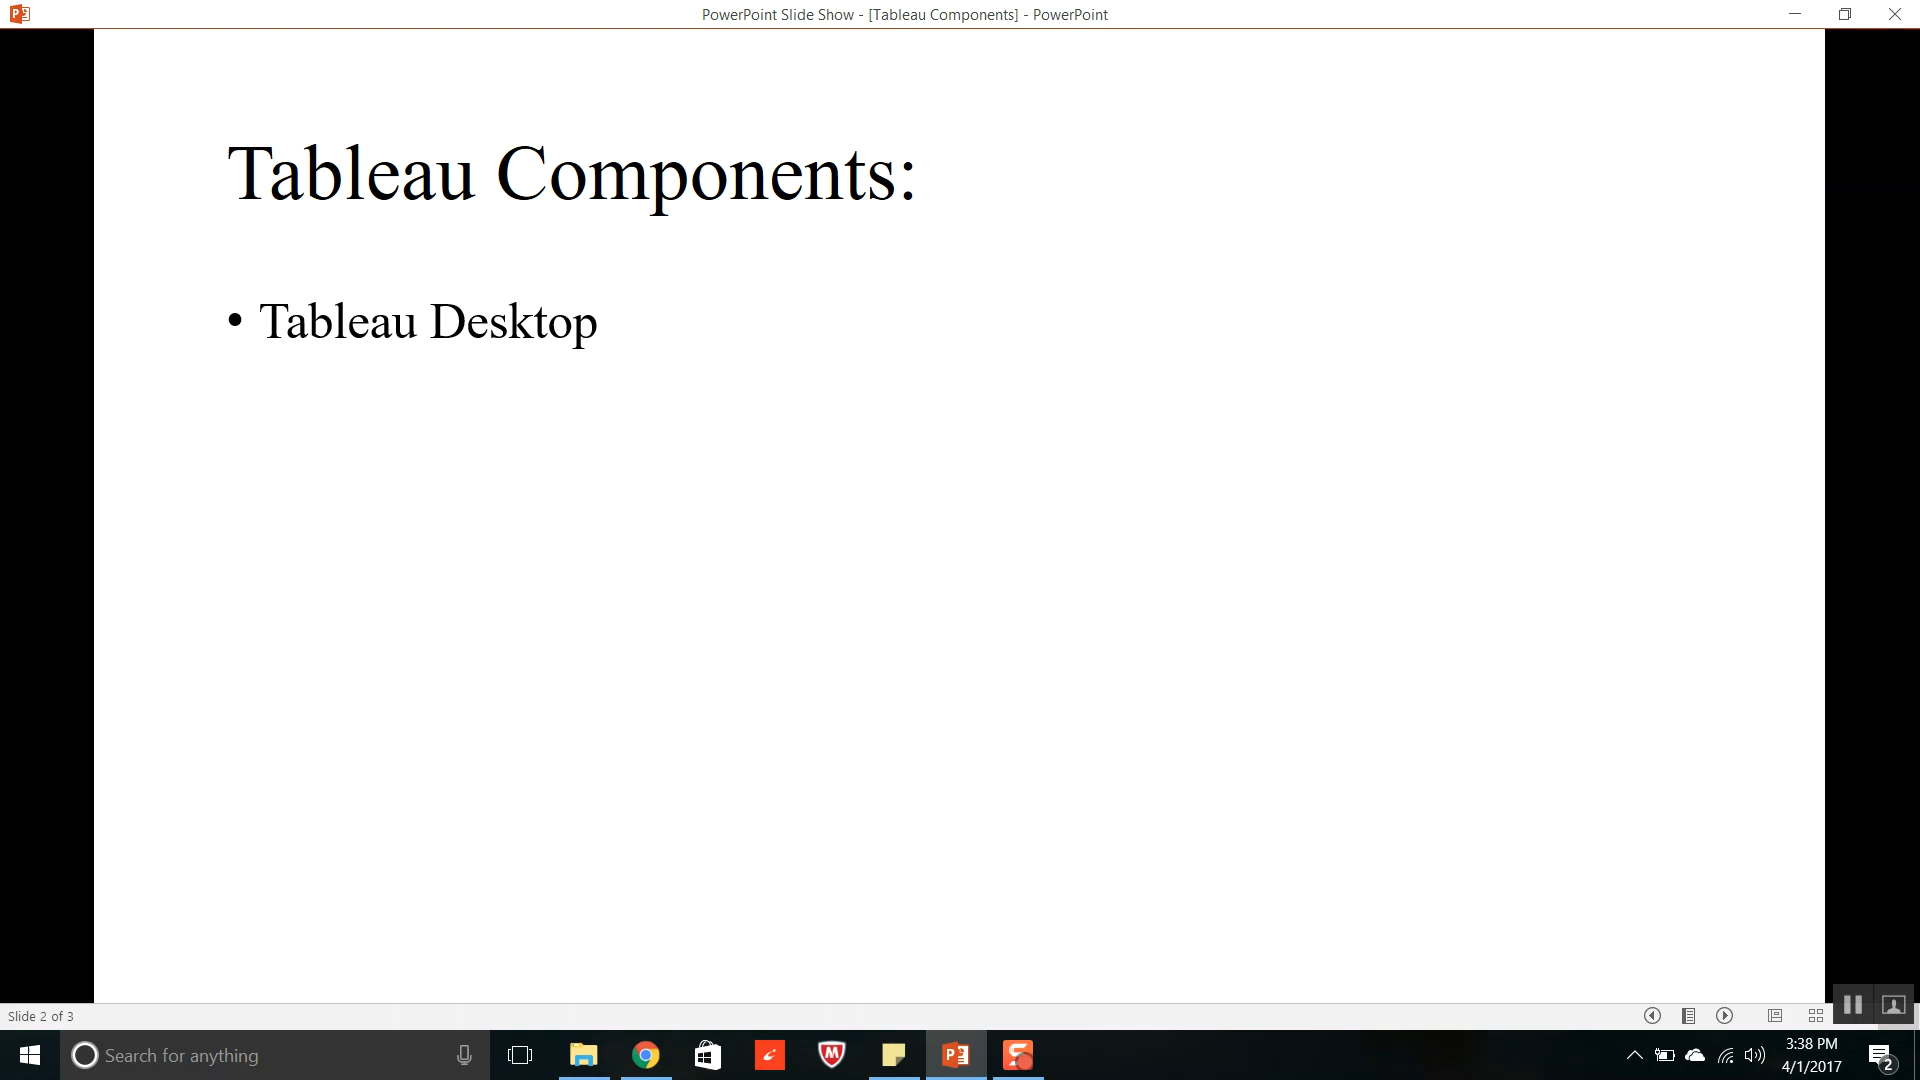 PowerPoint Slide Show - [Tableau Components] - PowerPoint
Tableau Components:
• Tableau Desktop
Slide 2 of 3
Search for anything
3:38 PM
4/1/2017
2